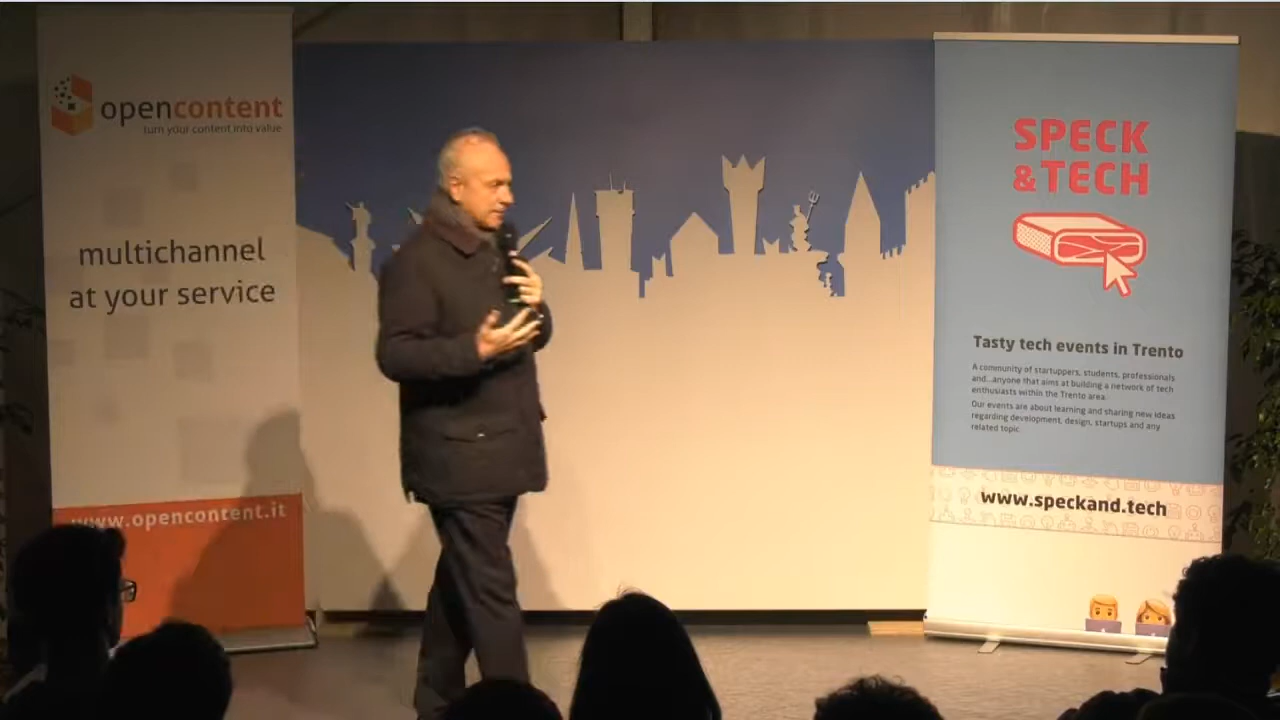 opencontent
turn your content into value
multichannel
at your service
www.opencontent.it
SPECK
&TECH
Tasty tech events in Trento
A community of startuppers, students, professionals
and...anyone that aims at building a network of tech
enthusiasts within the Trento area.
Our events are about learning and sharing new ideas
regarding development, design, startups and any
related topic.
www.speckand.tech